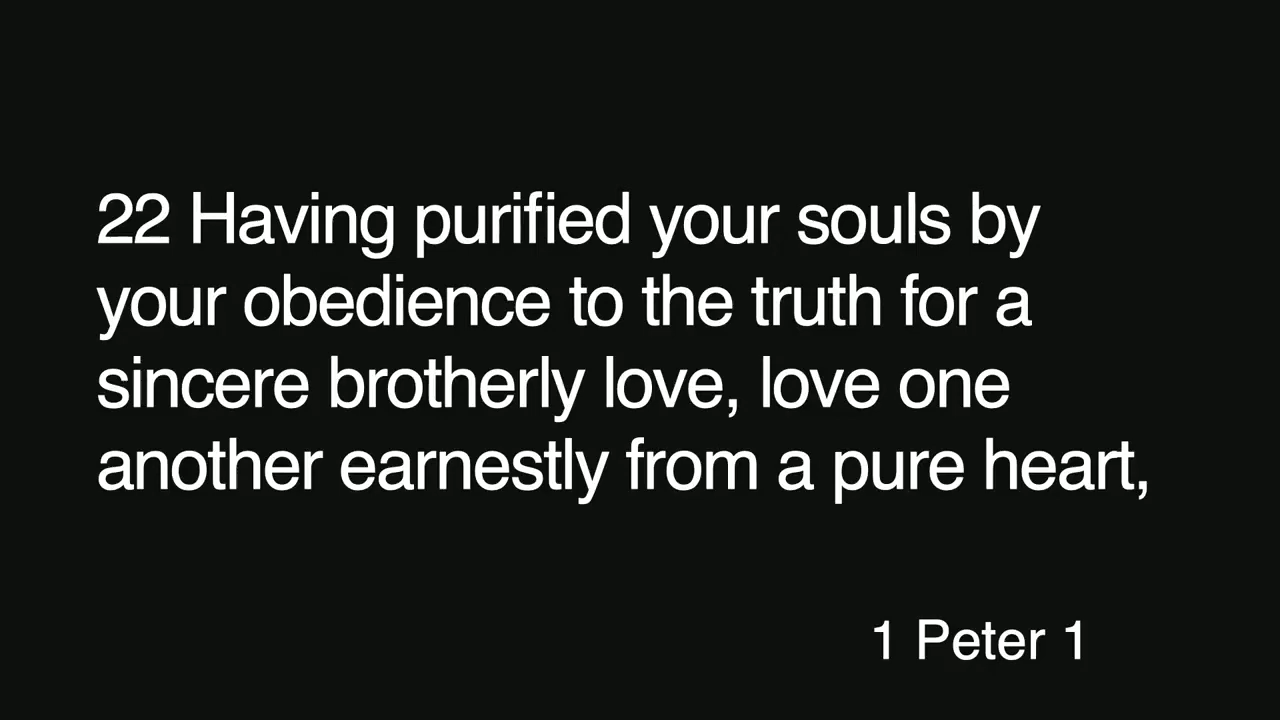 22 Having purified your souls by
your obedience to the truth for a
sincere brotherly love, love one
another earnestly from a pure heart,
1 Peter 1